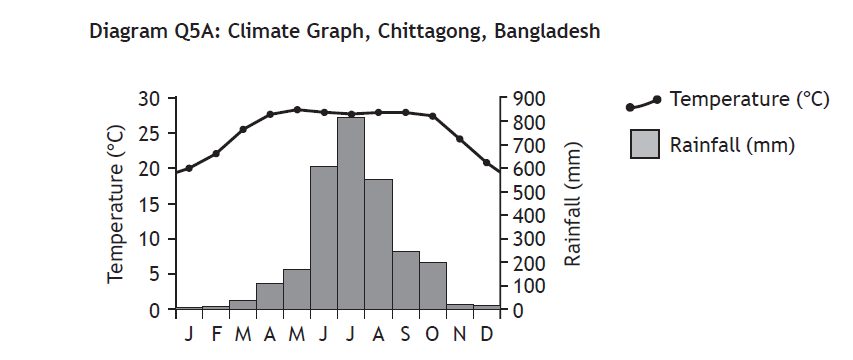 Diagram Q5A: Climate Graph, Chittagong, Bangladesh
Temperature (°C)
30
25
20
15
10
5
0
J F M A M J J A S O N D
900
800
700
600
500
400
300
200
100
0
Rainfall (mm)
Temperature (°C)
Rainfall (mm)